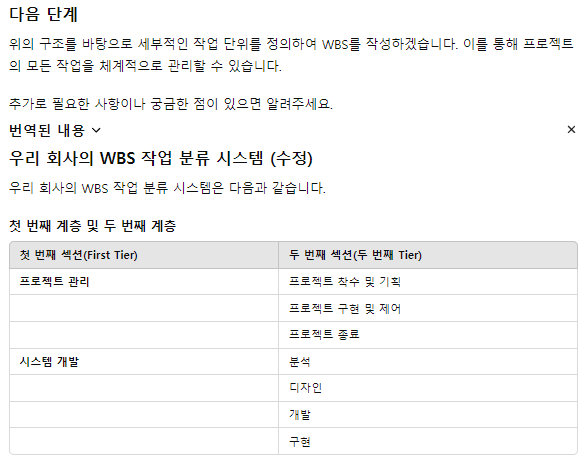 다음 단계
위의 구조를 바탕으로 세부적인 작업 단위를 정의하여 WBS를 작성하겠습니다. 이를 통해 프로젝트
의 모든 작업을 체계적으로 관리할 수 있습니다.
추가로 필요한 사항이나 궁금한 점이 있으면 알려주세요.
번역된 내용
우리 회사의 WBS 작업 분류 시스템 (수정)
우리 회사의 WBS 작업 분류 시스템은 다음과 같습니다.
첫 번째 계층 및 두 번째 계층
첫 번째 섹션(First Tier) 두 번째 섹션(두 번째 Tier)
프로젝트 관리 프로젝트 착수 및 기획
프로젝트 구현 및 제어
프로젝트 종료
시스템 개발 분석
디자인
개발
구현